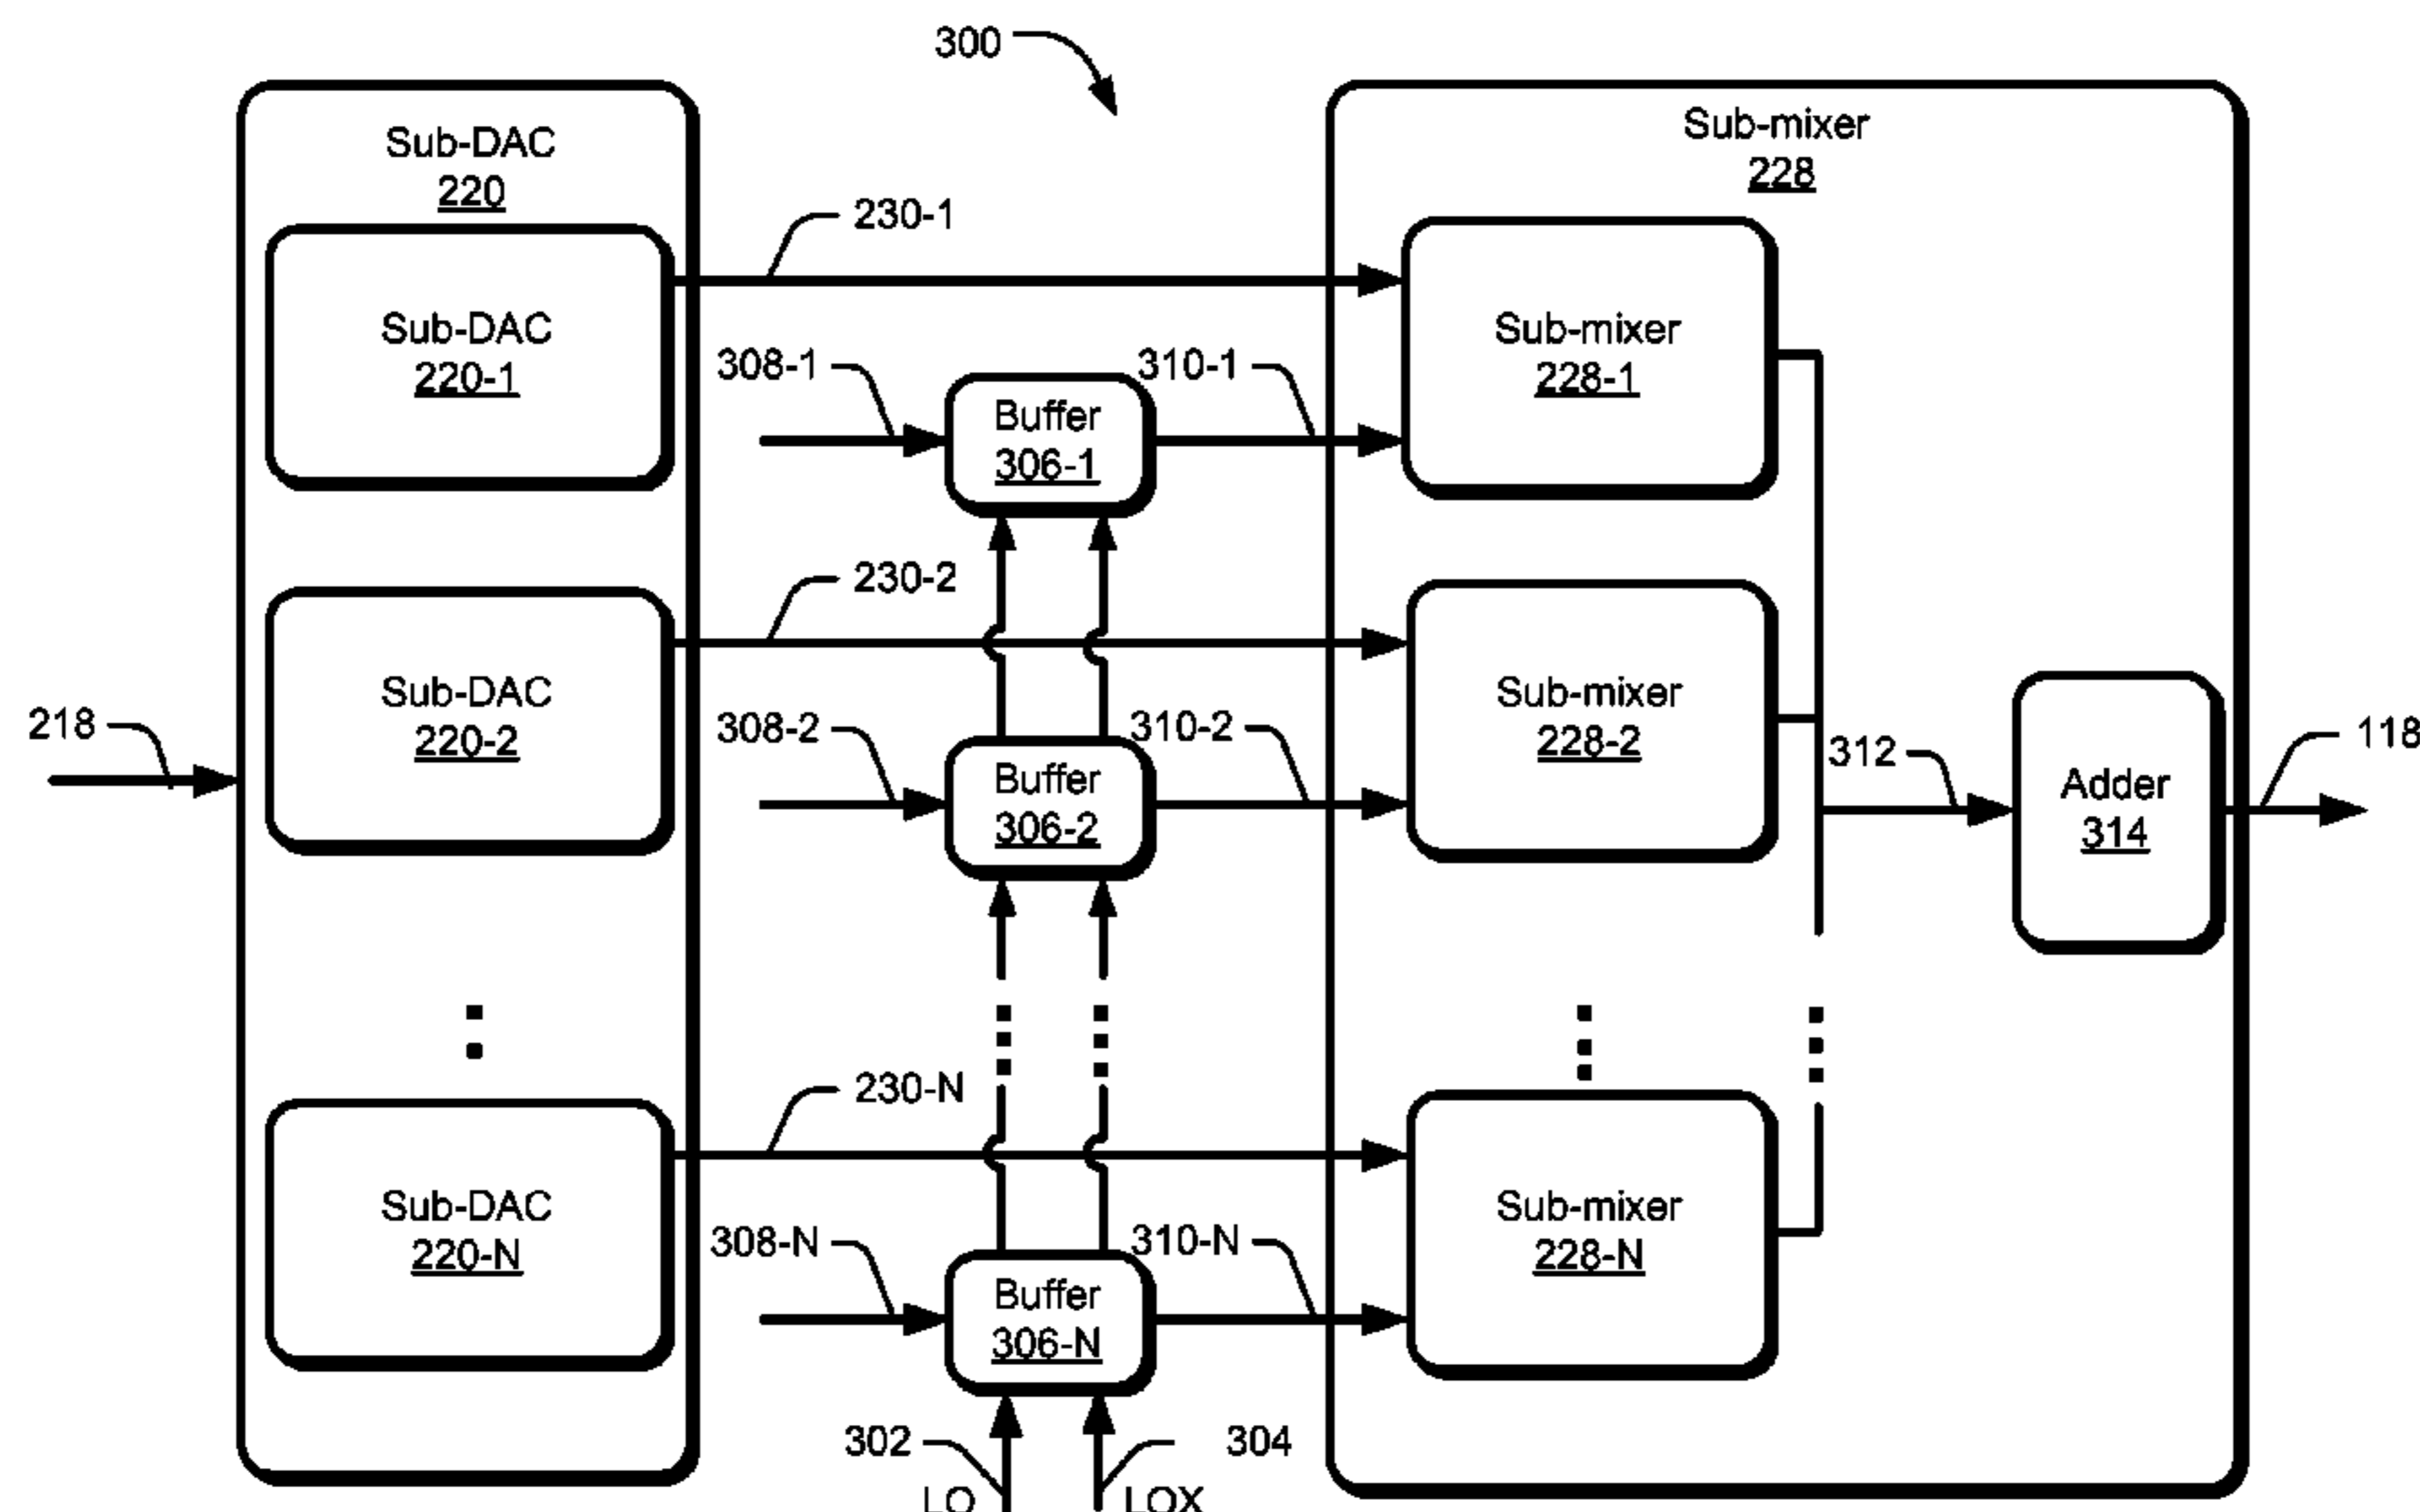 300
Sub-DAC
220
Sub-mixer
228
230-1
Sub-DAC
220-1
308-1
Buffer
306-1
310-1
Sub-mixer
228-1
230-2
Sub-DAC
220-2
308-2
Buffer
306-2
310-2
Sub-mixer
228-2
218
312
Adder
314
118
230-N
Sub-DAC
220-N
308-N
Buffer
306-N
310-N
Sub-mixer
228-N
302
304
LO
LOX